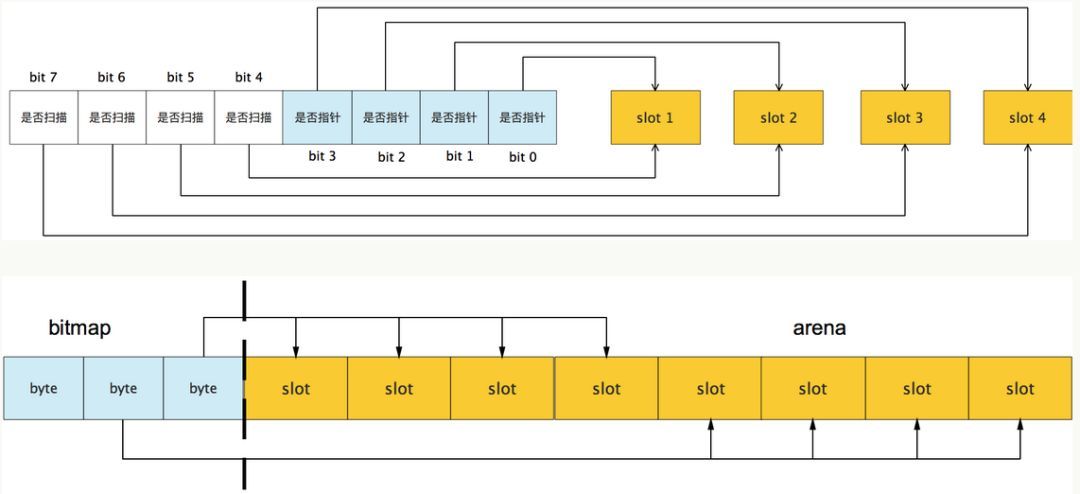 bit 7 bit 6 bit 5 bit 4
是否扫描 是否扫描 是否扫描 是否扫描 是否指针 是否指针 是否指针 是否指针 slot 1 slot 2 slot 3 slot 4
bit 3 bit 2 bit 1 bit 0
bitmap arena
byte byte byte slot slot slot slot slot slot slot slot